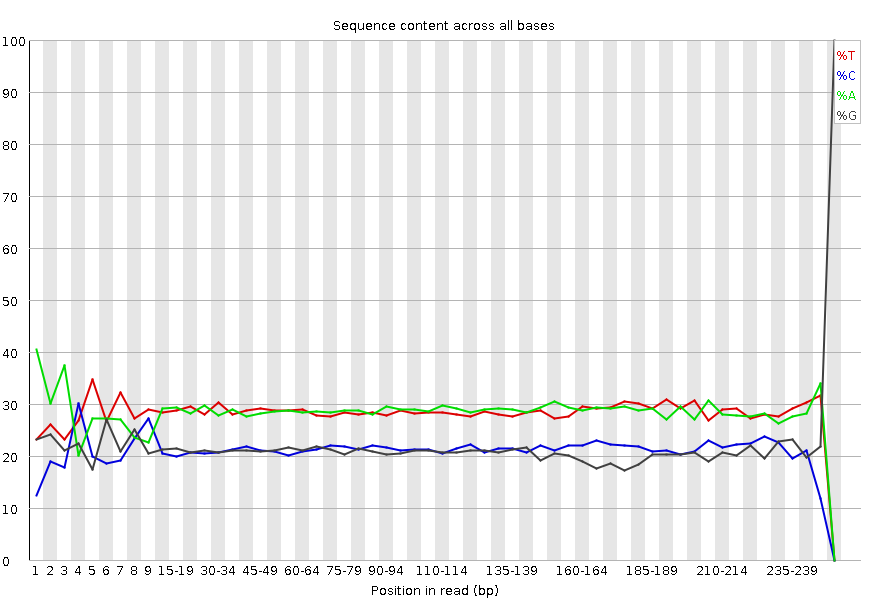 Sequence content across all bases
100
90
80
70
60
50
40
30
20
10
0
%T
%C
%A
%G
1 2 3 4 5 6 7 8 9 15-19 30-34 45-49 60-64 75-79 90-94 110-114 135-139 160-164 185-189 210-214 235-239
Position in read (bp)